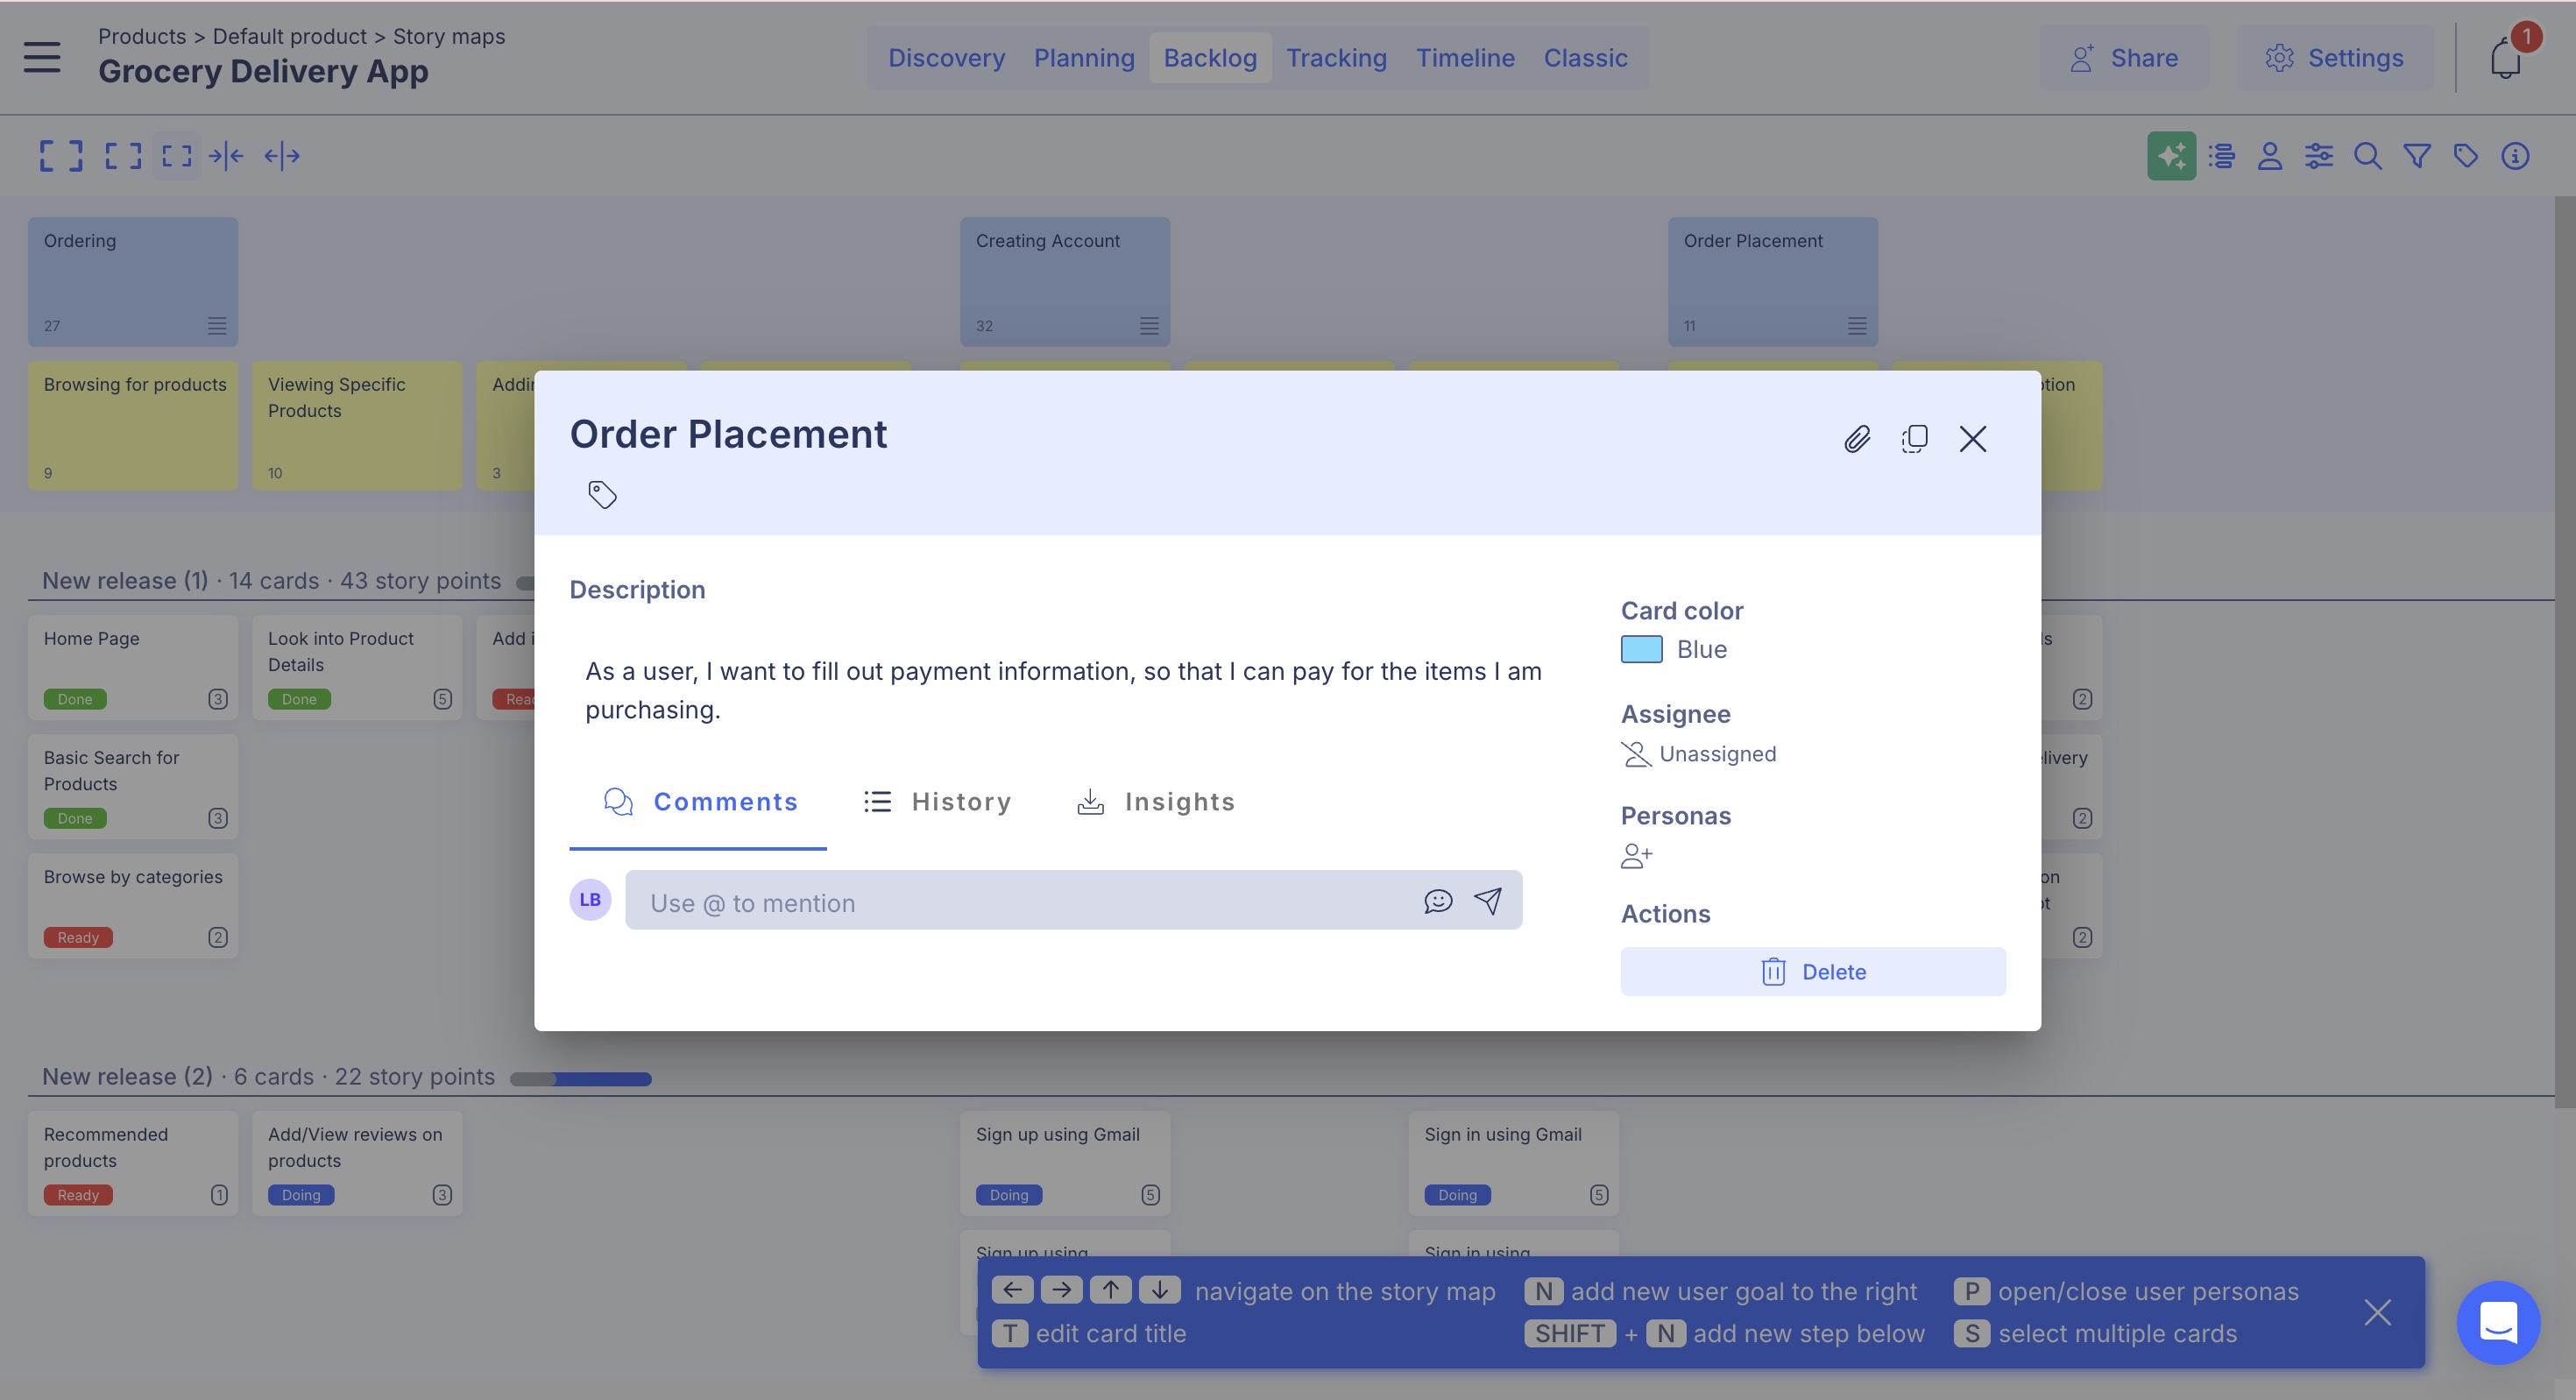 Products > Default product > Story maps
Grocery Delivery App
Discovery Planning Backlog Tracking Timeline Classic
Share Settings 1
Ordering
27
Creating Account
32
Order Placement
11
Browsing for products
9
Viewing Specific
Products
10
3
Order Placement
Description
As a user, I want to fill out payment information, so that I can pay for the items I am
purchasing.
Comments History Insights
LB Use @ to mention
Card color
Blue
Assignee
Unassigned
Personas
Actions
Delete
New release (1) · 14 cards · 43 story points
Home Page
Done 3
Look into Product
Details
Done 5
Add
2
Basic Search for
Products
Done 3
2
Browse by categories
Ready 2
2
New release (2) · 6 cards · 22 story points
Recommended
products
Ready 1
Add/View reviews on
products
Doing 3
Sign up using Gmail
Doing 5
Sign in using Gmail
Doing 5
Sign up using
Sign in using
← → ↑ ↓ navigate on the story map
T edit card title
N add new user goal to the right
SHIFT + N add new step below
P open/close user personas
S select multiple cards